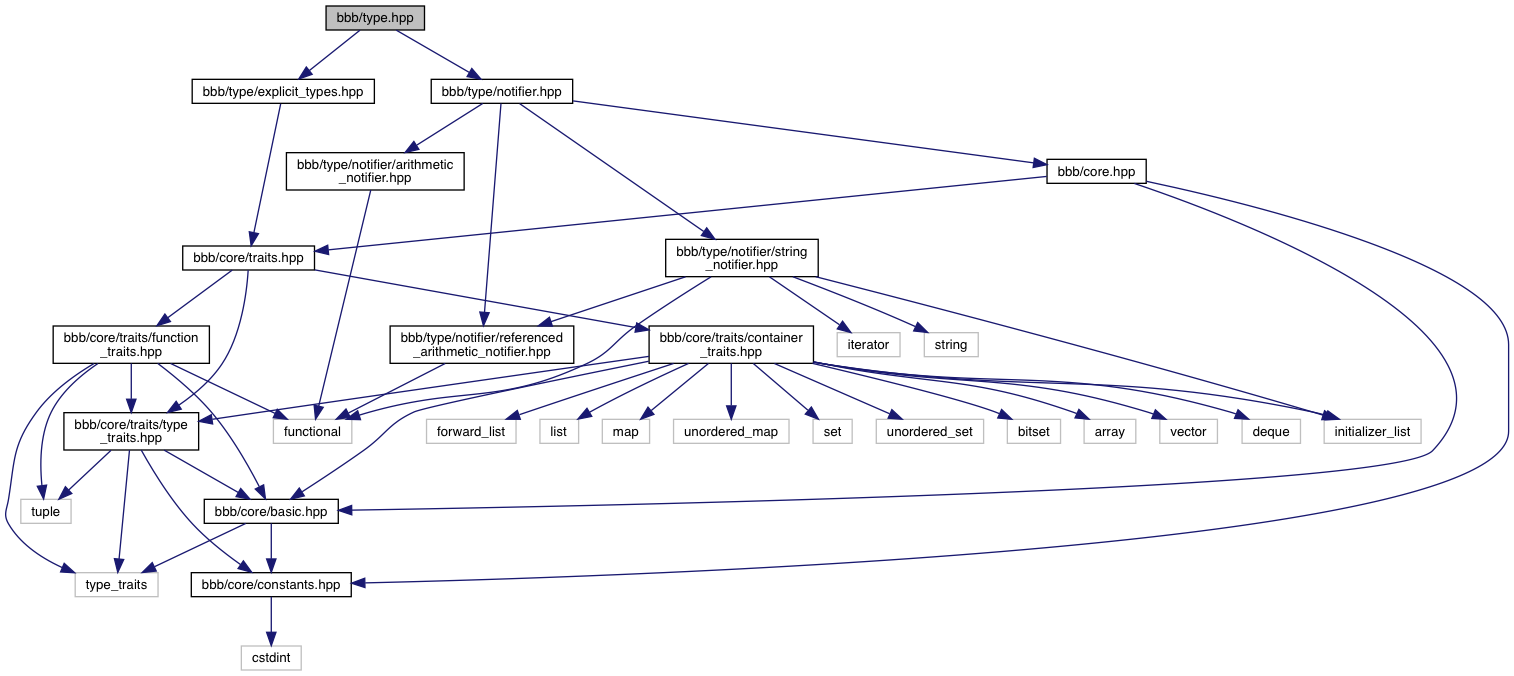 bbb/type.hpp
bbb/type/explicit_types.hpp
bbb/type/notifier.hpp
bbb/type/notifier/arithmetic
_notifier.hpp
bbb/core.hpp
bbb/core/traits.hpp
bbb/type/notifier/string
_notifier.hpp
bbb/core/traits/function
_traits.hpp
bbb/type/notifier/referenced
_arithmetic_notifier.hpp
bbb/core/traits/container
_traits.hpp
iterator
string
bbb/core/traits/type
_traits.hpp
functional
forward_list
list
map
unordered_map
set
unordered_set
bitset
array
vector
deque
initializer_list
tuple
bbb/core/basic.hpp
type_traits
bbb/core/constants.hpp
cstdint